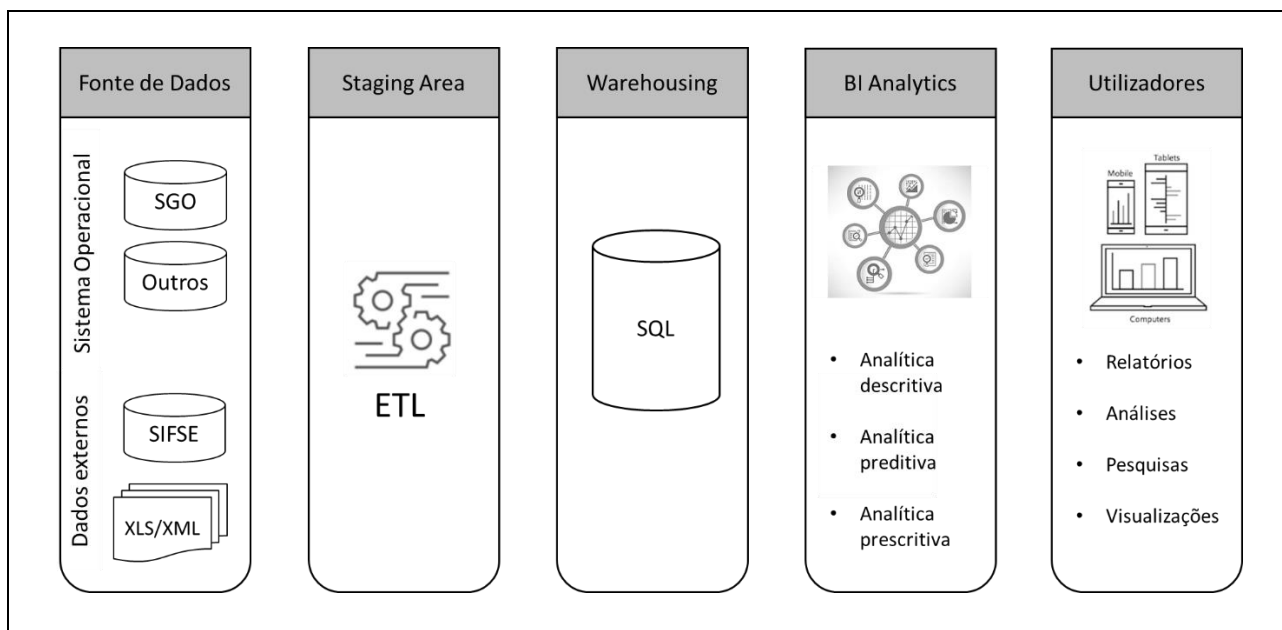 Fonte de Dados
Sistema Operacional
SGO
Outros
Dados externos
SIFSE
XLS/XML
Staging Area
ETL
Warehousing
SQL
BI Analytics
• Analítica
descritiva
• Analítica
preditiva
• Analítica
prescritiva
Utilizadores
Tablets
Mobile
Computers
• Relatórios
• Análises
• Pesquisas
• Visualizações